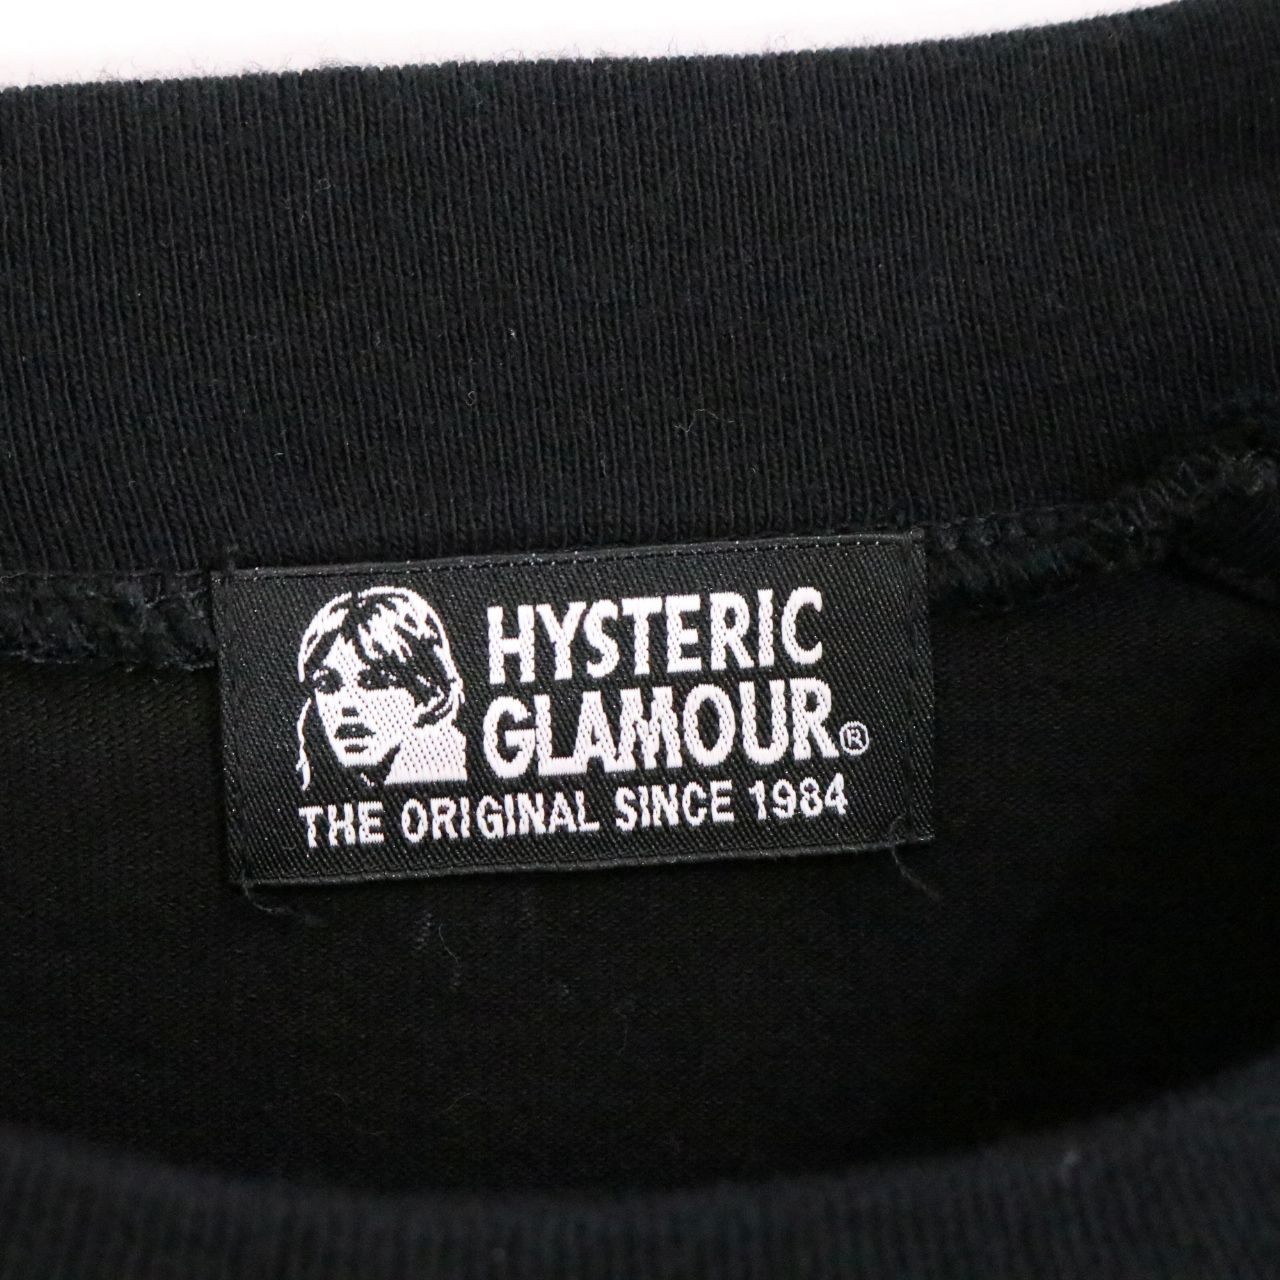 HYSTERIC
GLAMOUR®
THE ORIGINAL SINCE 1984